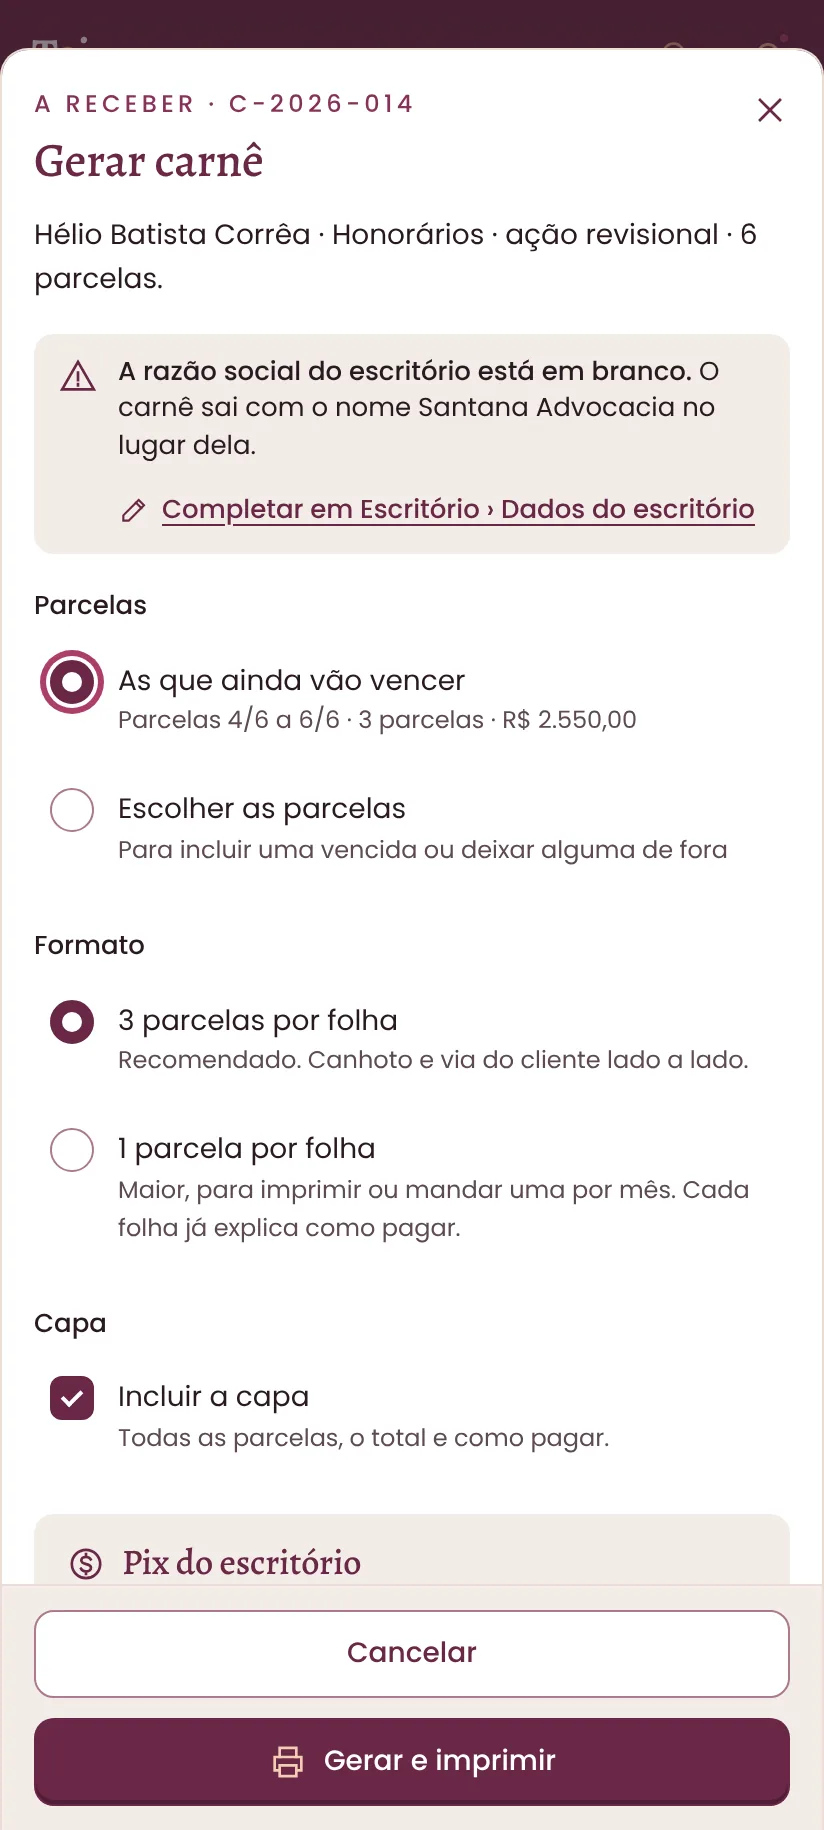 A RECEBER · C-2026-014
Gerar carnê
Hélio Batista Corrêa · Honorários · ação revisional · 6
parcelas.
A razão social do escritório está em branco. O
carnê sai com o nome Santana Advocacia no
lugar dela.
Completar em Escritório › Dados do escritório
Parcelas
As que ainda vão vencer
Parcelas 4/6 a 6/6 · 3 parcelas · R$ 2.550,00
Escolher as parcelas
Para incluir uma vencida ou deixar alguma de fora
Formato
3 parcelas por folha
Recomendado. Canhoto e via do cliente lado a lado.
1 parcela por folha
Maior, para imprimir ou mandar uma por mês. Cada
folha já explica como pagar.
Capa
Incluir a capa
Todas as parcelas, o total e como pagar.
Pix do escritório
Cancelar
Gerar e imprimir